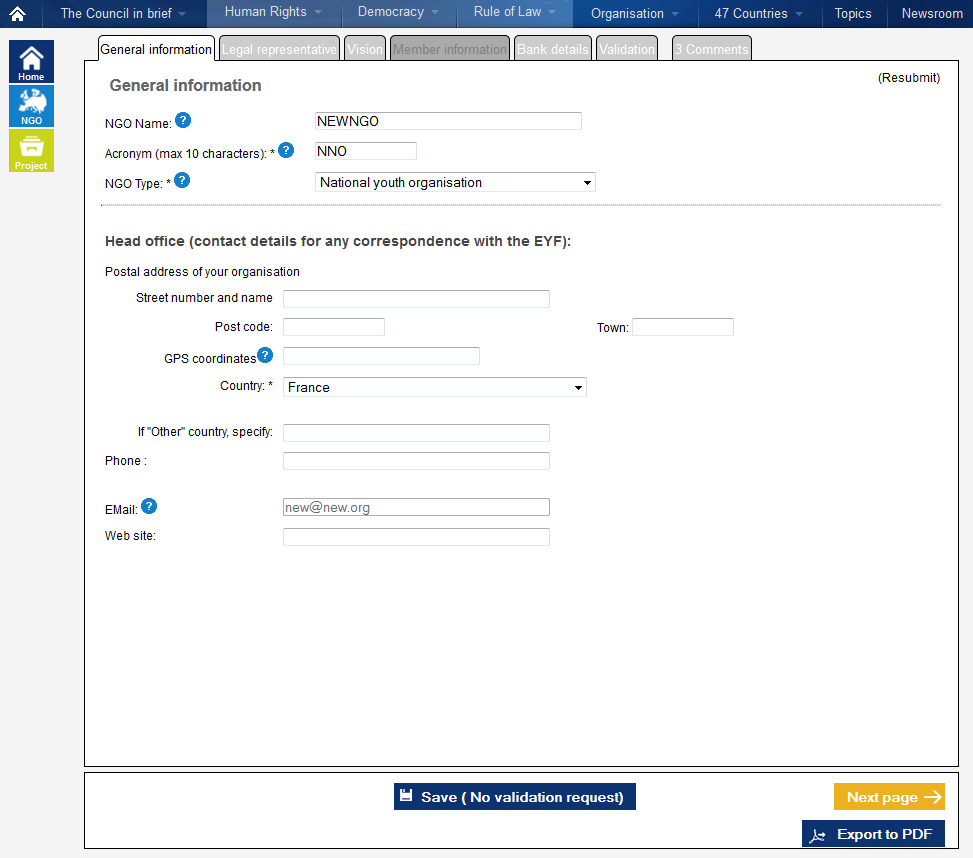 The Council in brief Human Rights Democracy Rule of Law Organisation 47 Countries Topics Newsroom
General information Legal representative Vision Member information Bank details Validation 3 Comments
Home
NGO
Project
General information (Resubmit)
NGO Name: ? NEWNGO
Acronym (max 10 characters): * ? NNO
NGO Type: * ? National youth organisation
Head office (contact details for any correspondence with the EYF):
Postal address of your organisation
Street number and name
Post code: Town:
GPS coordinates ?
Country: * France
If "Other" country, specify:
Phone :
EMail: ? new@new.org
Web site:
Save ( No validation request) Next page
Export to PDF